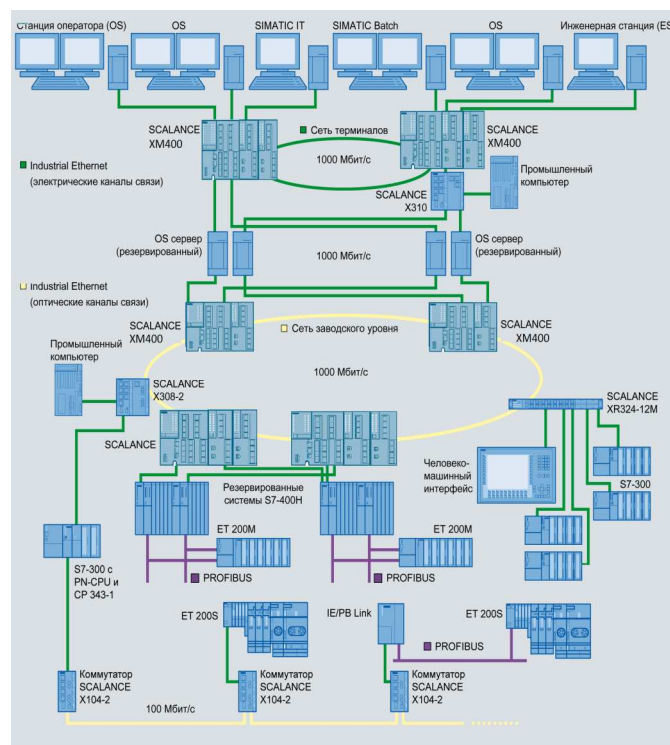 Станция оператора (OS)
OS
SIMATIC IT
SIMATIC Batch
OS
Инженерная станция (ES
SCALANCE
XM400
Сеть терминалов
SCALANCE
XM400
Industrial Ethernet
(электрические каналы связи)
1000 Мбит/с
Промышленный
компьютер
SCALANCE
X310
OS сервер
(резервированный)
1000 Мбит/с
OS сервер
(резервированный)
Industrial Ethernet
(оптические каналы связи)
SCALANCE
XM400
Сеть заводского уровня
SCALANCE
XM400
Промышленный
компьютер
1000 Мбит/с
SCALANCE
X308-2
SCALANCE
XR324-12M
SCALANCE
Человеко-
машинный
интерфейс
S7-300
Резервированные
системы S7-400H
ET 200M
ET 200M
PROFIBUS
PROFIBUS
S7-300 с
PN-CPU и
CP 343-1
ET 200S
IE/PB Link
ET 200S
PROFIBUS
Коммутатор
SCALANCE
X104-2
Коммутатор
SCALANCE
X104-2
Коммутатор
SCALANCE
X104-2
100 Мбит/с